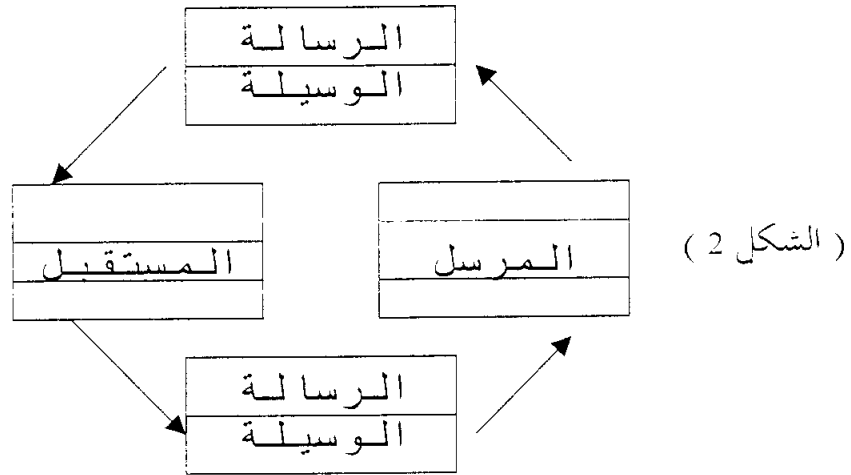 الرسالة
الوسيلة
( الشكل 2 )
المرسل
المستقبل
الرسالة
الوسيلة